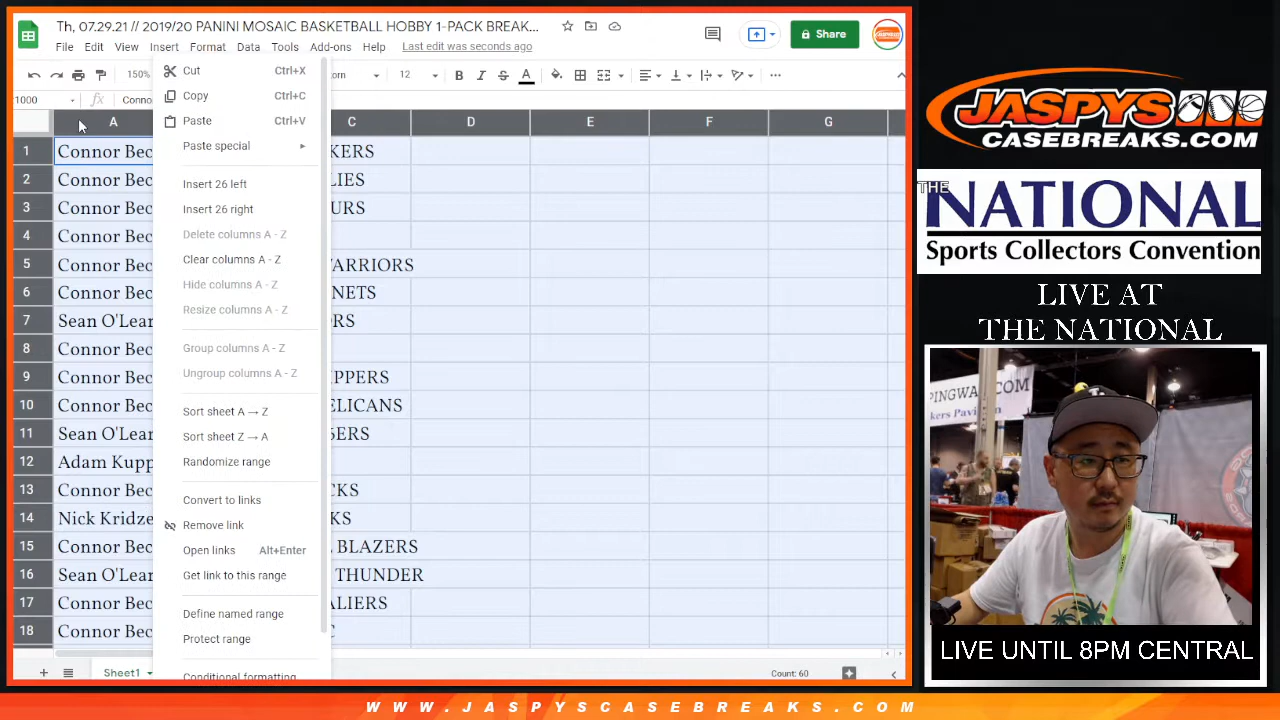 Th, 07.29.21 // 2019/20 PANINI MOSAIC BASKETBALL HOBBY 1-PACK BREAK...
File Edit View Insert Format Data Tools Add-ons Help Last edit was seconds ago
Share
150% 12
1000 Conno
A C D E F G
1 Connor Bec KERS
2 Connor Bec LIES
3 Connor Bec URS
4 Connor Bec
5 Connor Bec ARRIORS
6 Connor Bec NETS
7 Sean O'Lear RS
8 Connor Bec
9 Connor Bec PPERS
10 Connor Bec ELICANS
11 Sean O'Lear 6ERS
12 Adam Kupp
13 Connor Bec CKS
14 Nick Kridze KS
15 Connor Bec BLAZERS
16 Sean O'Lear THUNDER
17 Connor Bec ALIERS
18 Connor Bec
Cut Ctrl+X
Copy Ctrl+C
Paste Ctrl+V
Paste special
Insert 26 left
Insert 26 right
Delete columns A - Z
Clear columns A - Z
Hide columns A - Z
Resize columns A - Z
Group columns A - Z
Ungroup columns A - Z
Sort sheet A → Z
Sort sheet Z → A
Randomize range
Convert to links
Remove link
Open links Alt+Enter
Get link to this range
Define named range
Protect range
Conditional formatting
Sheet1
Count: 60
JASPYS
CASEBREAKS.COM
THE
NATIONAL
Sports Collectors Convention
LIVE AT
THE NATIONAL
PINGWA .COM
kers Pavilion
LIVE UNTIL 8PM CENTRAL
WWW.JASPYSCASEBREAKS.COM